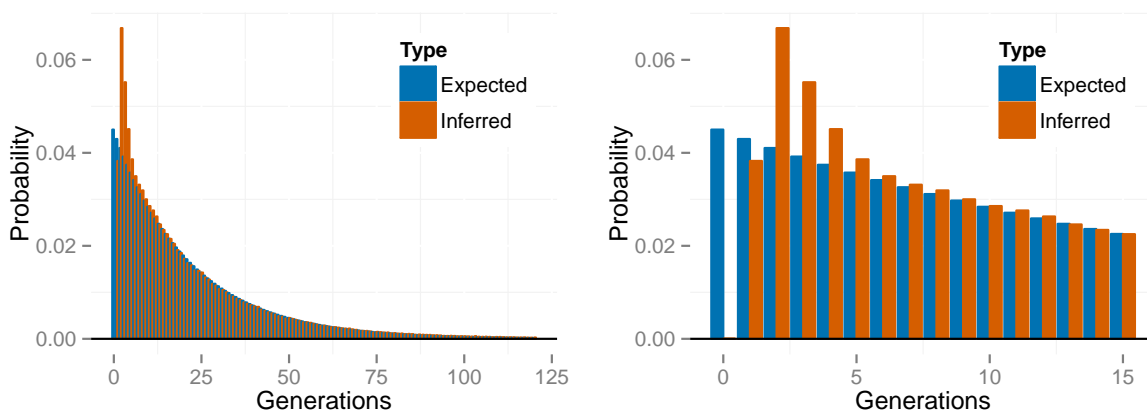 0.06
0.04
0.02
0.00
Probability
0
25
50
75
100
125
Generations
Type
Expected
Inferred
0.06
0.04
0.02
0.00
Probability
0
5
10
15
Generations
Type
Expected
Inferred